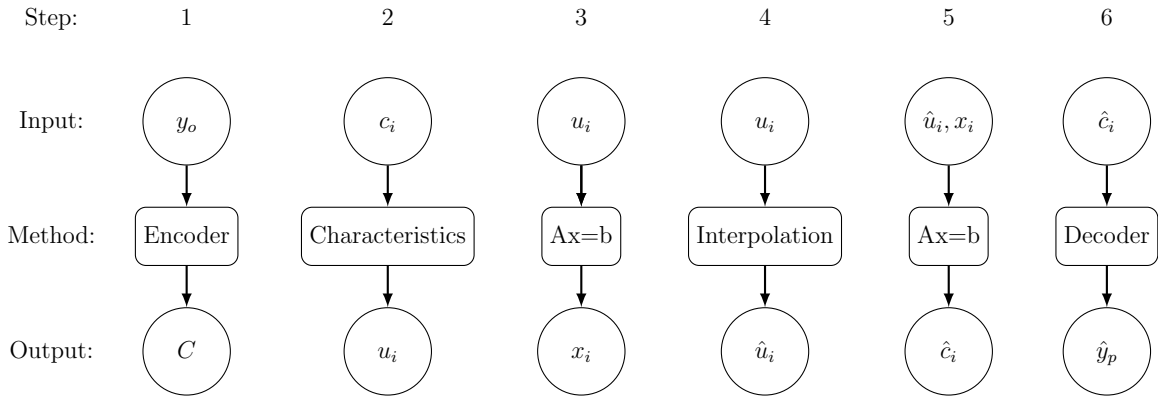 Step: 1 2 3 4 5 6
Input: y_o c_i u_i u_i û_i, x_i ĉ_i
Method: Encoder Characteristics Ax=b Interpolation Ax=b Decoder
Output: C u_i x_i û_i ĉ_i ŷ_p